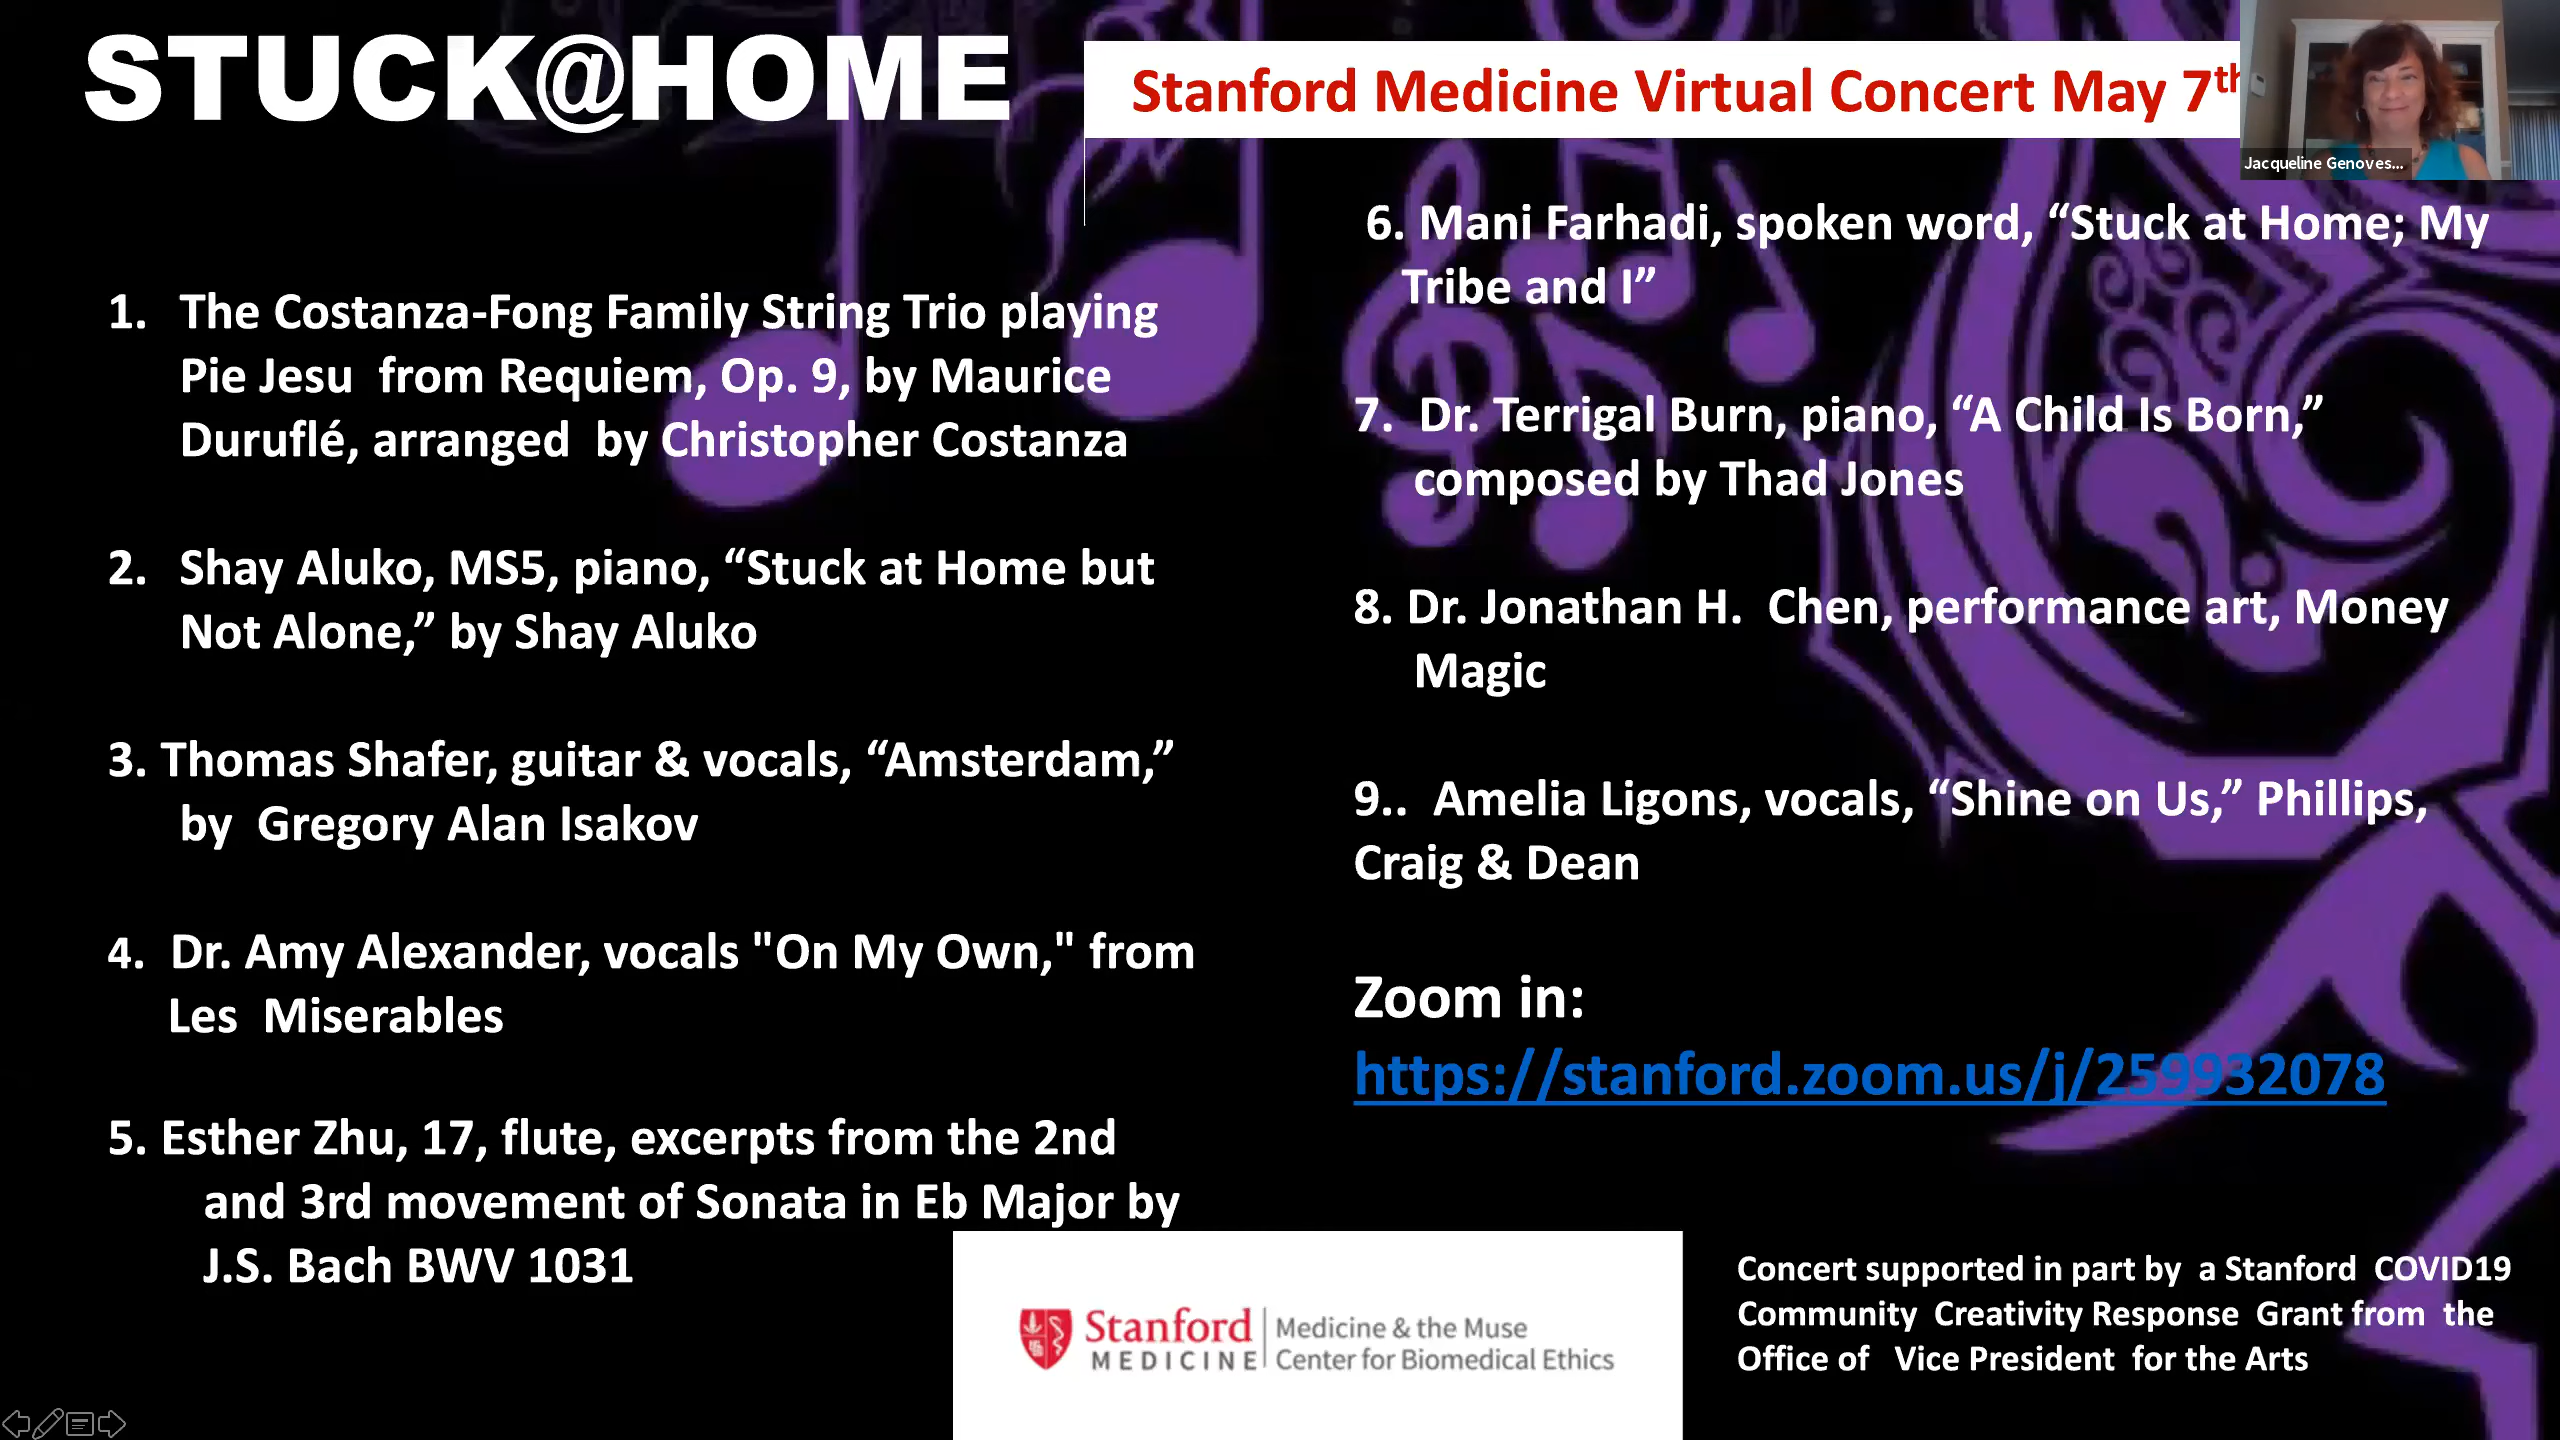 STUCK@HOME
Stanford Medicine Virtual Concert May 7th
Jacqueline Genoves...
1. The Costanza-Fong Family String Trio playing
Pie Jesu from Requiem, Op. 9, by Maurice
Duruflé, arranged by Christopher Costanza
2. Shay Aluko, MS5, piano, “Stuck at Home but
Not Alone,” by Shay Aluko
3. Thomas Shafer, guitar & vocals, “Amsterdam,”
by Gregory Alan Isakov
4. Dr. Amy Alexander, vocals "On My Own," from
Les Miserables
5. Esther Zhu, 17, flute, excerpts from the 2nd
and 3rd movement of Sonata in Eb Major by
J.S. Bach BWV 1031
6. Mani Farhadi, spoken word, “Stuck at Home; My
Tribe and I”
7. Dr. Terrigal Burn, piano, “A Child Is Born,”
composed by Thad Jones
8. Dr. Jonathan H. Chen, performance art, Money
Magic
9.. Amelia Ligons, vocals, “Shine on Us,” Phillips,
Craig & Dean
Zoom in:
https://stanford.zoom.us/j/259932078
Stanford
MEDICINE
Medicine & the Muse
Center for Biomedical Ethics
Concert supported in part by a Stanford COVID19
Community Creativity Response Grant from the
Office of Vice President for the Arts